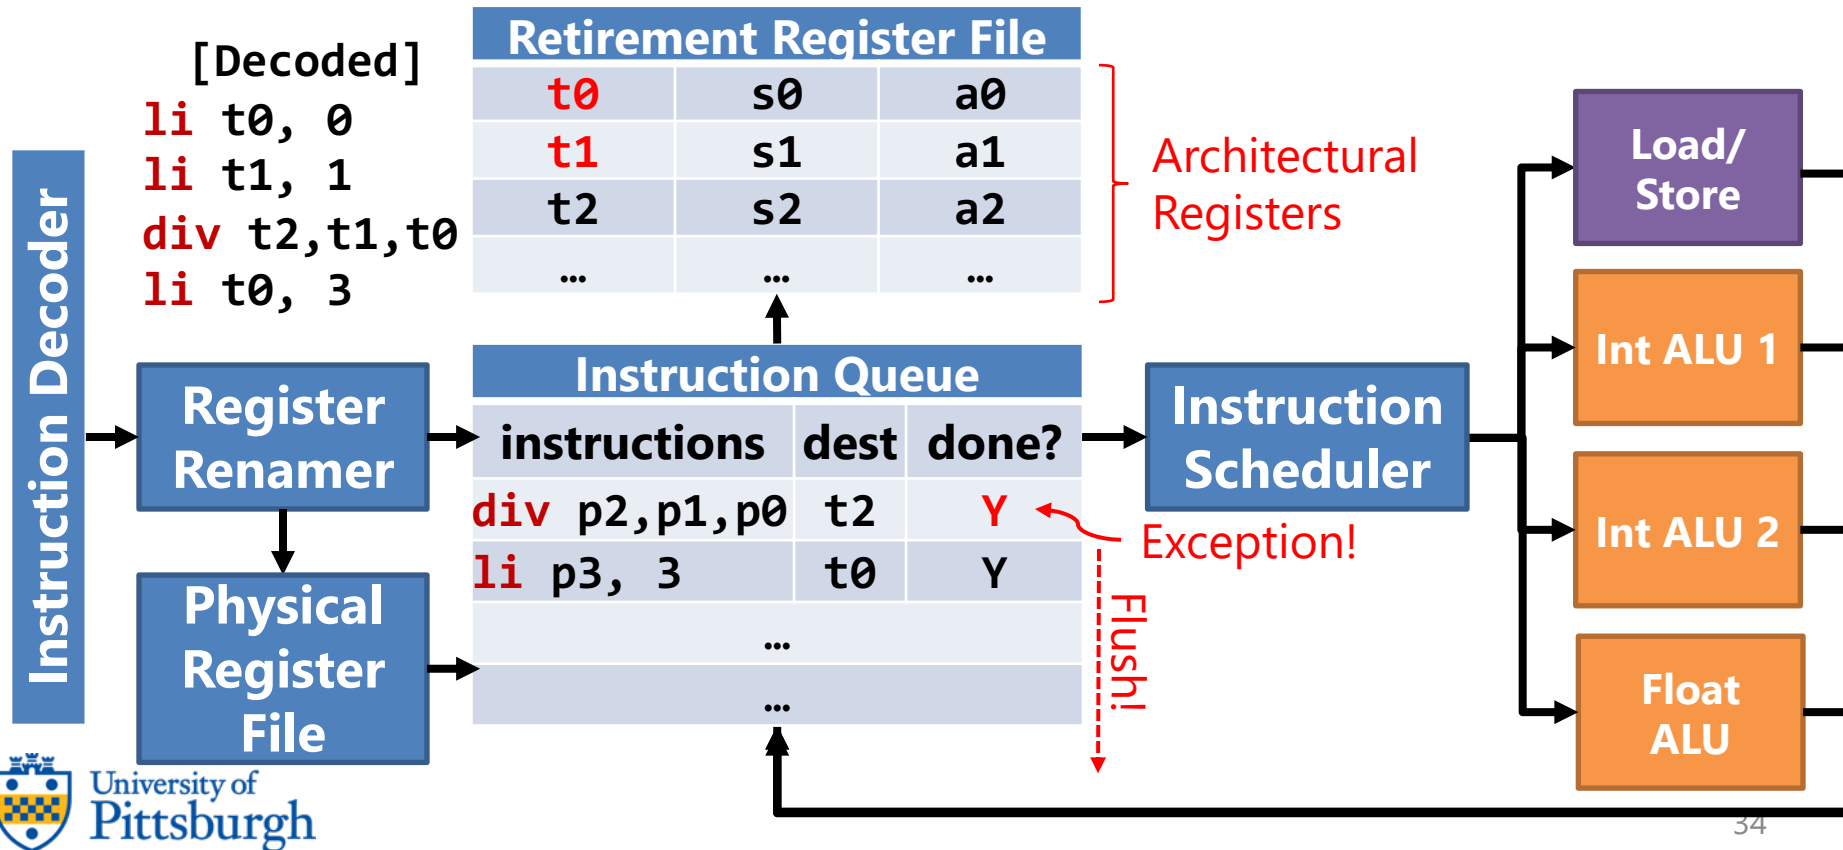 [Decoded]
li t0, 0
li t1, 1
div t2,t1,t0
li t0, 3
Instruction Decoder
Retirement Register File
t0 s0 a0
t1 s1 a1
t2 s2 a2
… … …
Architectural
Registers
Register
Renamer
Physical
Register
File
Instruction Queue
instructions dest done?
div p2,p1,p0 t2 Y
li p3, 3 t0 Y
…
…
Exception!
Flush!
Instruction
Scheduler
Load/
Store
Int ALU 1
Int ALU 2
Float
ALU
University of
Pittsburgh
34